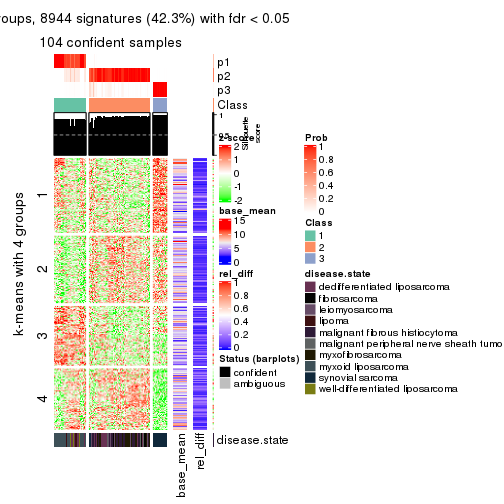 roups, 8944 signatures (42.3%) with fdr < 0.05
104 confident samples
p1
p2
p3
Class
1
0.5
Silhouette
score
k-means with 4 groups
1
2
3
4
z-score
2
1
0
-1
-2
base_mean
15
10
5
0
rel_diff
1
0.8
0.6
0.4
0.2
0
Status (barplots)
confident
ambiguous
Prob
1
0.8
0.6
0.4
0.2
0
Class
1
2
3
disease.state
dedifferentiated liposarcoma
fibrosarcoma
leiomyosarcoma
lipoma
malignant fibrous histiocytoma
malignant peripheral nerve sheath tumo
myxofibrosarcoma
myxoid liposarcoma
synovial sarcoma
well-differentiated liposarcoma
disease.state
base_mean
rel_diff